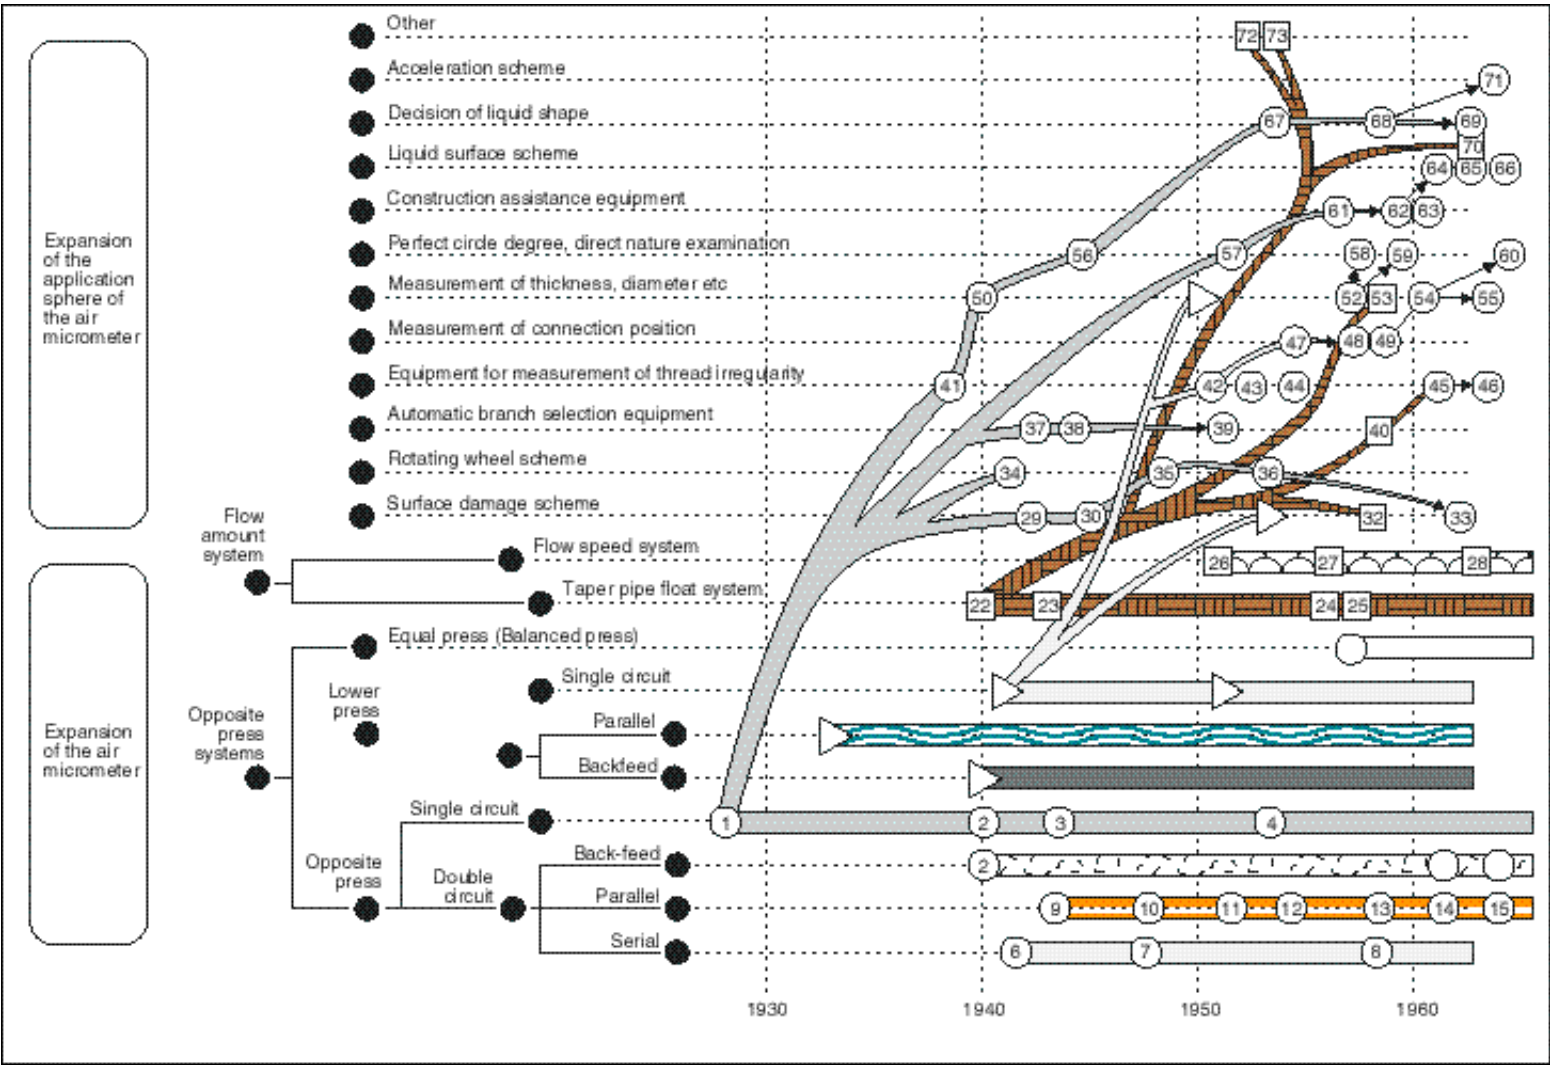 Other
72 73
Acceleration scheme
71
Decision of liquid shape
67 68 69
70
Liquid surface scheme
64 65 66
Construction assistance equipment
61 62 63
Perfect circle degree, direct nature examination
56 57 58 59 60
Measurement of thickness, diameter etc
50 52 53 54 55
Measurement of connection position
47 48 49
Equipment for measurement of thread irregularity
41 42 43 44 45 46
Automatic branch selection equipment
37 38 39 40
Rotating wheel scheme
34 35 36
Surface damage scheme
29 30 32 33
Expansion
of the
application
sphere of
the air
micrometer
Flow
amount
system
Flow speed system
26 27 28
Taper pipe float system
22 23 24 25
Equal press (Balanced press)
Single circuit
Lower
press
Parallel
Opposite
press
systems
Backfeed
Expansion
of the air
micrometer
Single circuit
1 2 3 4
Opposite
press
Back-feed
2
Double
circuit
Parallel
9 10 11 12 13 14 15
Serial
6 7 8
1930 1940 1950 1960